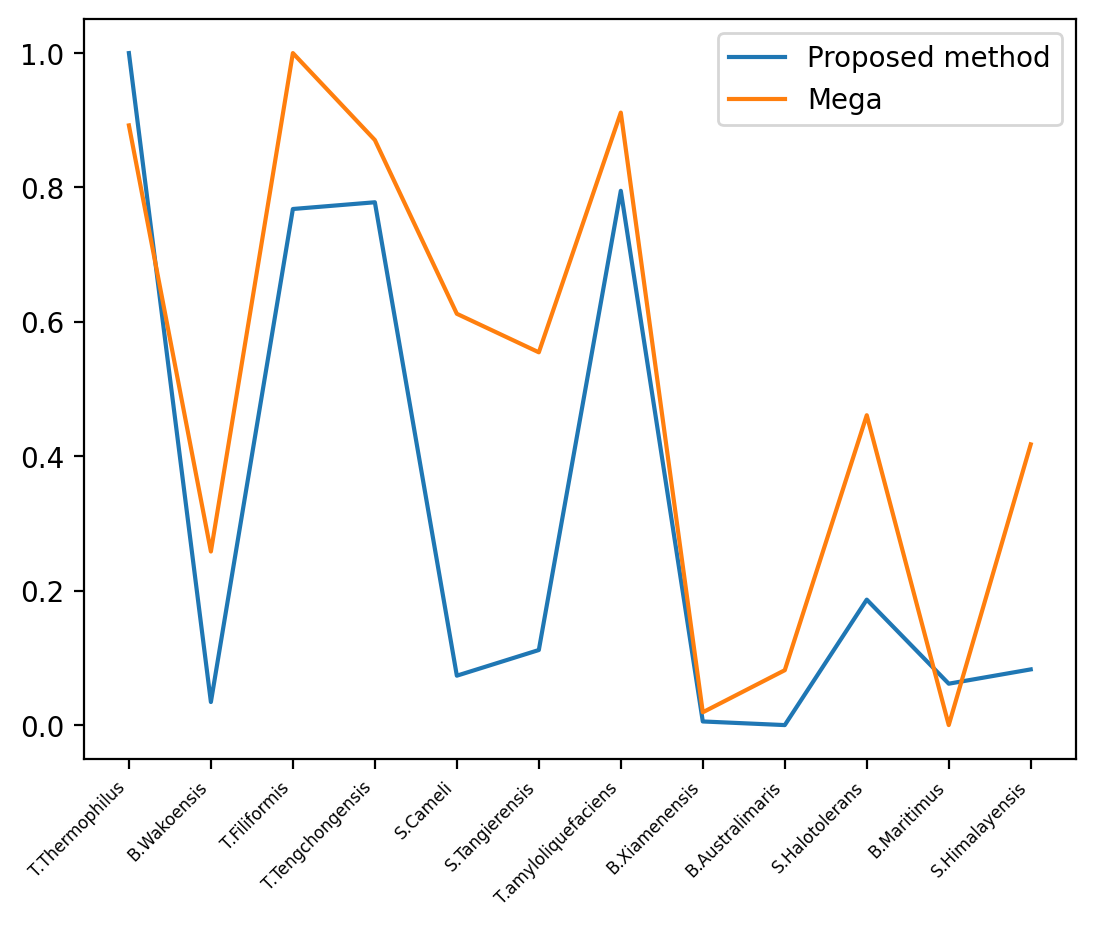 Proposed method
Mega
1.0
0.8
0.6
0.4
0.2
0.0
T.Thermophilus
B.Wakoensis
T.Filiformis
T.Tengchongensis
S.Cameli
S.Tangierensis
T.amyloliquefaciens
B.Xiamenensis
B.Australimaris
S.Halotolerans
B.Maritimus
S.Himalayensis